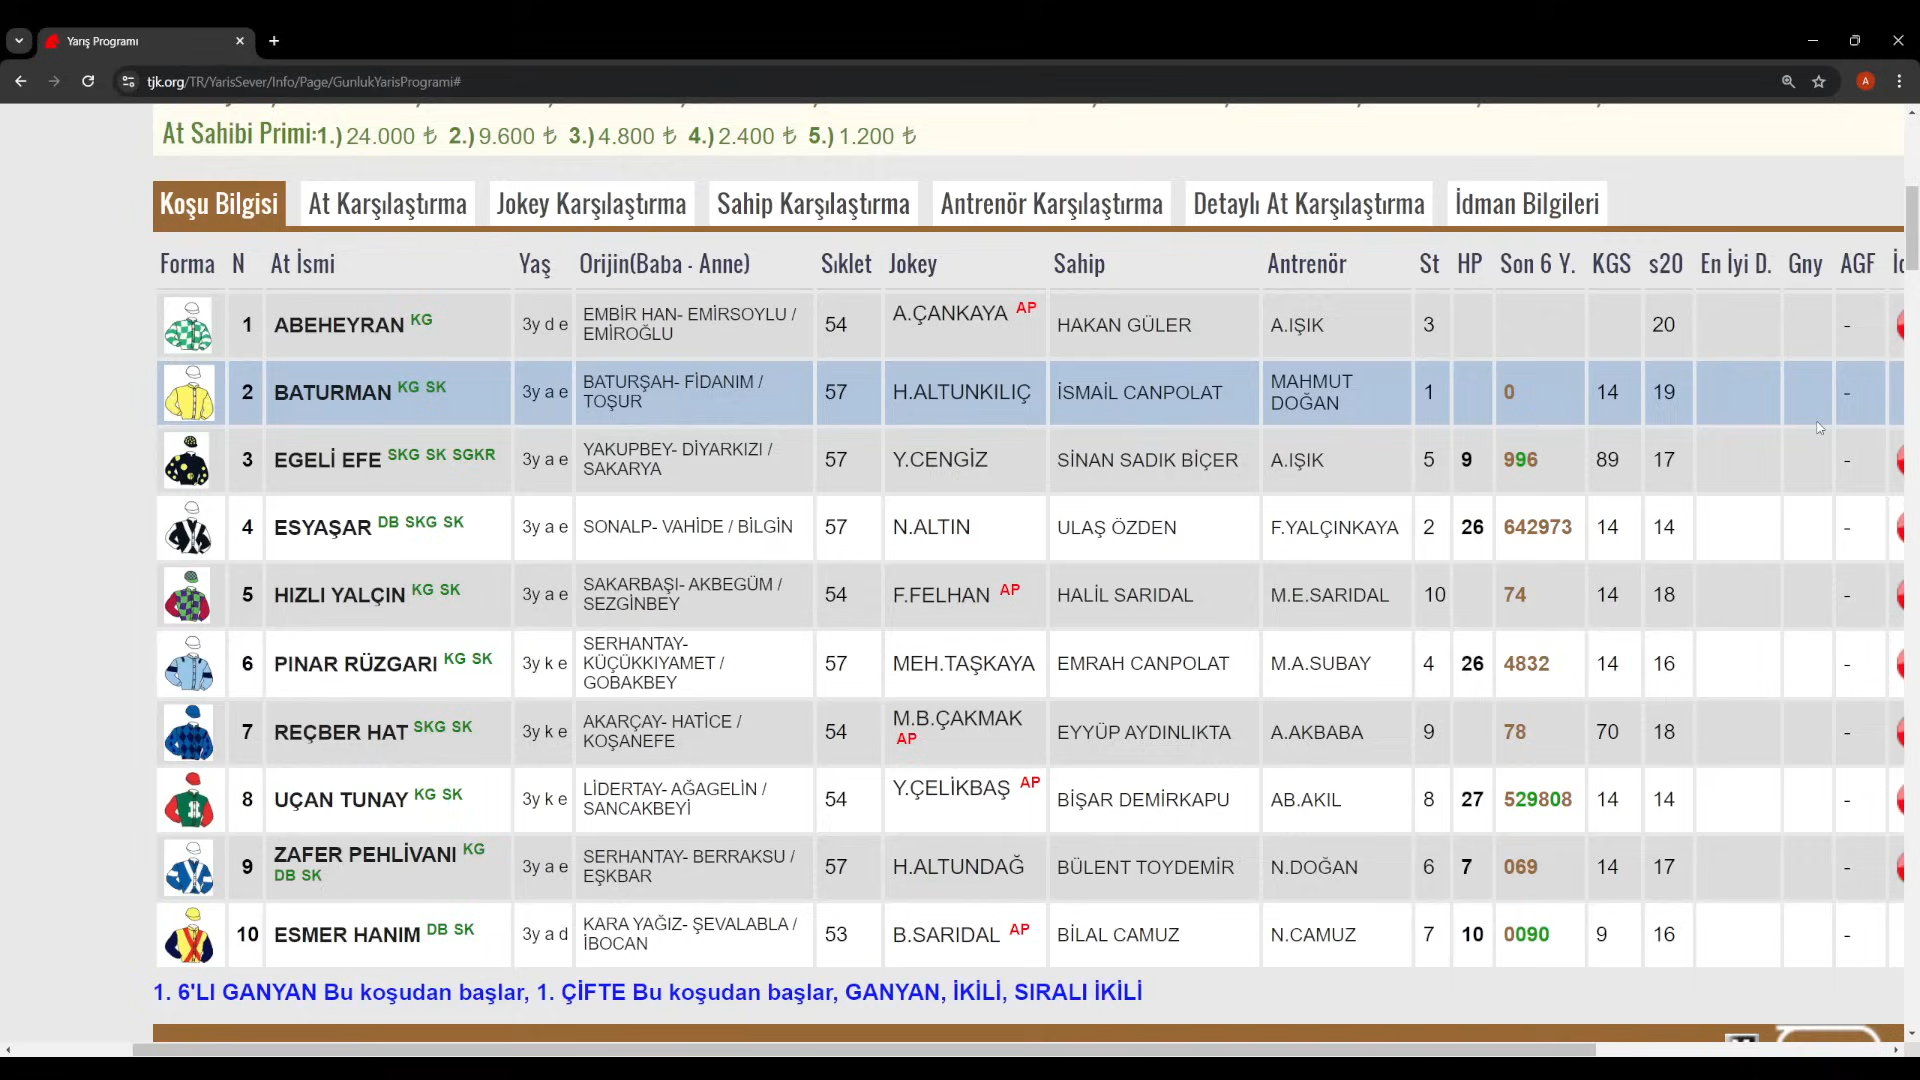 Yarış Programı
tjk.org/TR/YarisSever/Info/Page/GunlukYarisProgrami#
A
At Sahibi Primi:1.) 24.000 ₺ 2.) 9.600 ₺ 3.) 4.800 ₺ 4.) 2.400 ₺ 5.) 1.200 ₺
Koşu Bilgisi At Karşılaştırma Jokey Karşılaştırma Sahip Karşılaştırma Antrenör Karşılaştırma Detaylı At Karşılaştırma İdman Bilgileri
Forma N At İsmi Yaş Orijin(Baba - Anne) Sıklet Jokey Sahip Antrenör St HP Son 6 Y. KGS s20 En İyi D. Gny AGF
1 ABEHEYRAN KG 3y d e EMBİR HAN- EMİRSOYLU / EMİROĞLU 54 A.ÇANKAYA AP HAKAN GÜLER A.IŞIK 3 20 -
2 BATURMAN KG SK 3y a e BATURŞAH- FİDANIM / TOŞUR 57 H.ALTUNKILIÇ İSMAİL CANPOLAT MAHMUT DOĞAN 1 0 14 19 -
3 EGELİ EFE SKG SK SGKR 3y a e YAKUPBEY- DİYARKIZI / SAKARYA 57 Y.CENGİZ SİNAN SADIK BİÇER A.IŞIK 5 9 996 89 17 -
4 ESYAŞAR DB SKG SK 3y a e SONALP- VAHİDE / BİLGİN 57 N.ALTIN ULAŞ ÖZDEN F.YALÇINKAYA 2 26 642973 14 14 -
5 HIZLI YALÇIN KG SK 3y a e SAKARBAŞI- AKBEGÜM / SEZGİNBEY 54 F.FELHAN AP HALİL SARIDAL M.E.SARIDAL 10 74 14 18 -
6 PINAR RÜZGARI KG SK 3y k e SERHANTAY- KÜÇÜKKIYAMET / GOBAKBEY 57 MEH.TAŞKAYA EMRAH CANPOLAT M.A.SUBAY 4 26 4832 14 16 -
7 REÇBER HAT SKG SK 3y k e AKARÇAY- HATİCE / KOŞANEFE 54 M.B.ÇAKMAK AP EYYÜP AYDINLIKTA A.AKBABA 9 78 70 18 -
8 UÇAN TUNAY KG SK 3y k e LİDERTAY- AĞAGELİN / SANCAKBEYİ 54 Y.ÇELİKBAŞ AP BİŞAR DEMİRKAPU AB.AKIL 8 27 529808 14 14 -
9 ZAFER PEHLİVANI KG DB SK 3y a e SERHANTAY- BERRAKSU / EŞKBAR 57 H.ALTUNDAĞ BÜLENT TOYDEMİR N.DOĞAN 6 7 069 14 17 -
10 ESMER HANIM DB SK 3y a d KARA YAĞIZ- ŞEVALABLA / İBOCAN 53 B.SARIDAL AP BİLAL CAMUZ N.CAMUZ 7 10 0090 9 16 -
1. 6'LI GANYAN Bu koşudan başlar, 1. ÇİFTE Bu koşudan başlar, GANYAN, İKİLİ, SIRALI İKİLİ